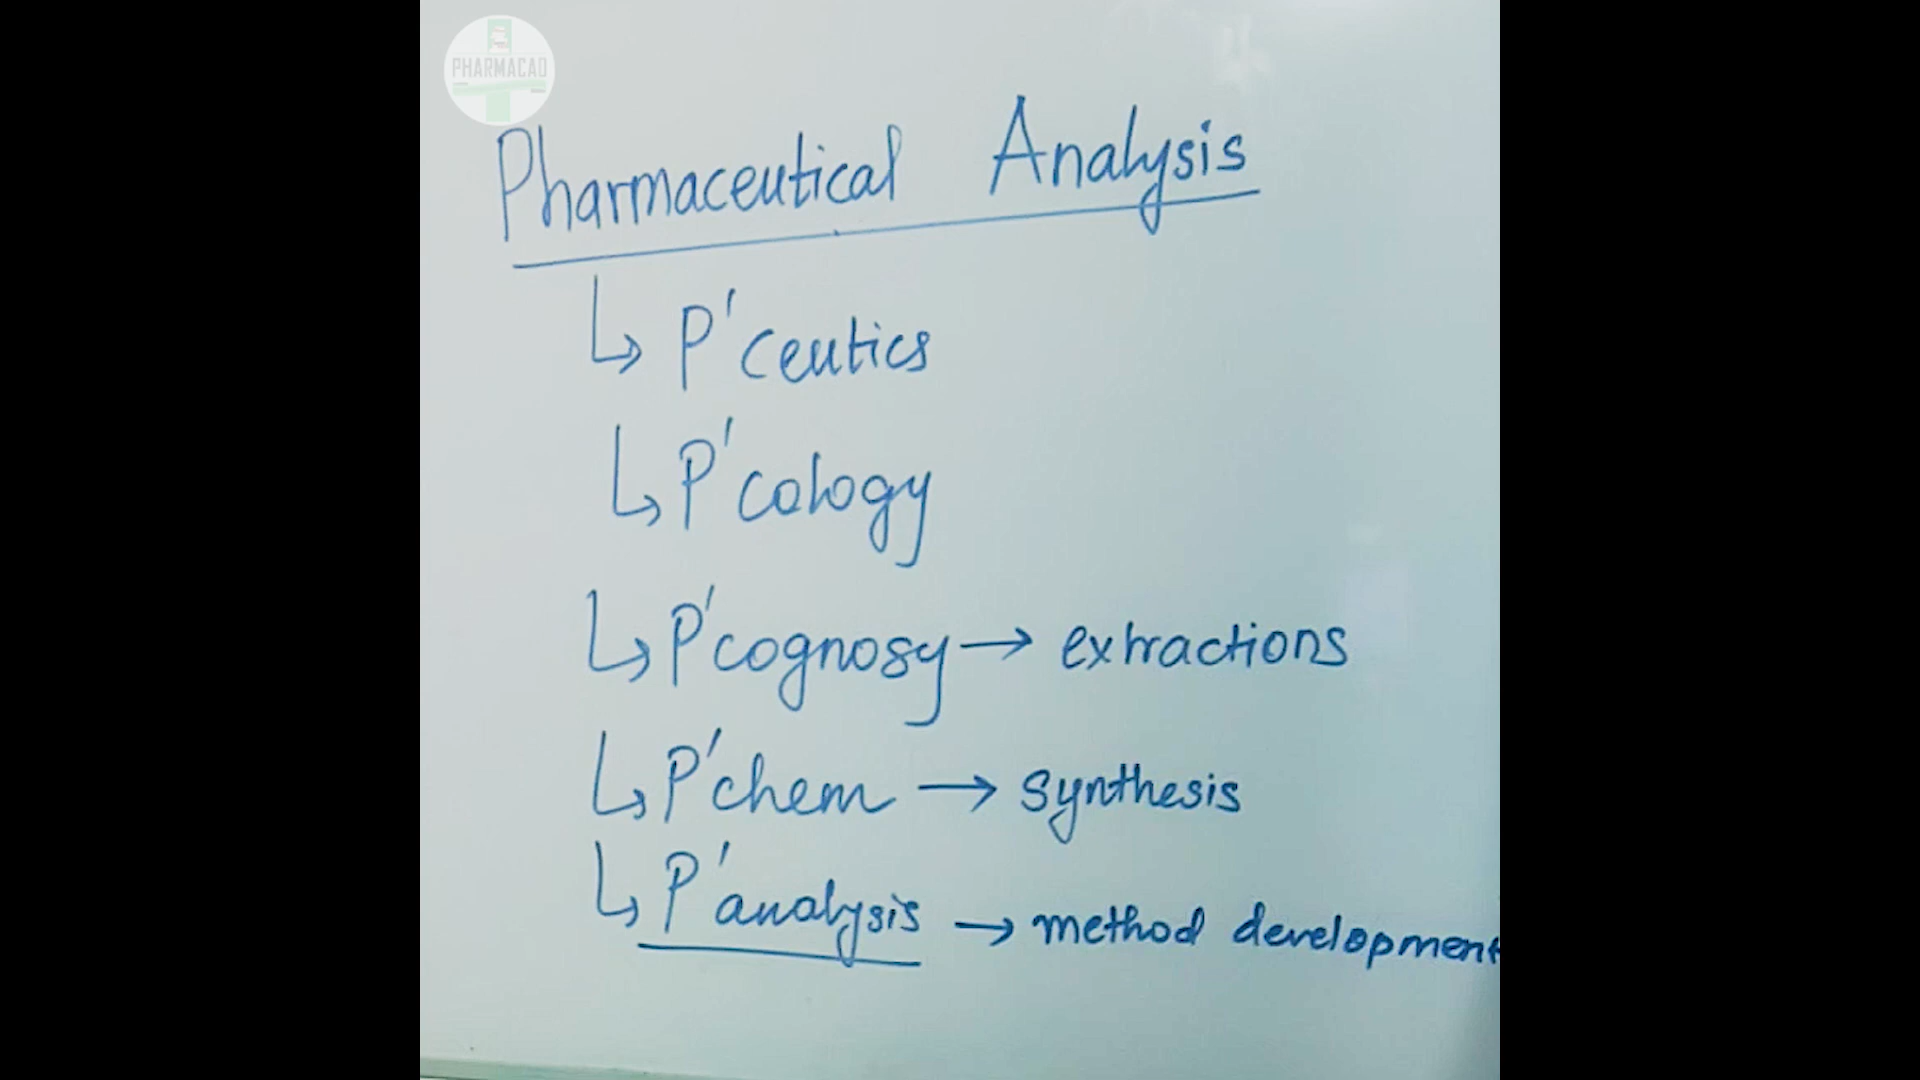 PHARMACAD
Pharmaceutical Analysis
↳ P'ceutics
↳ P'cology
↳ P'cognosy → extractions
↳ P'chem → synthesis
↳ P'analysis → method development